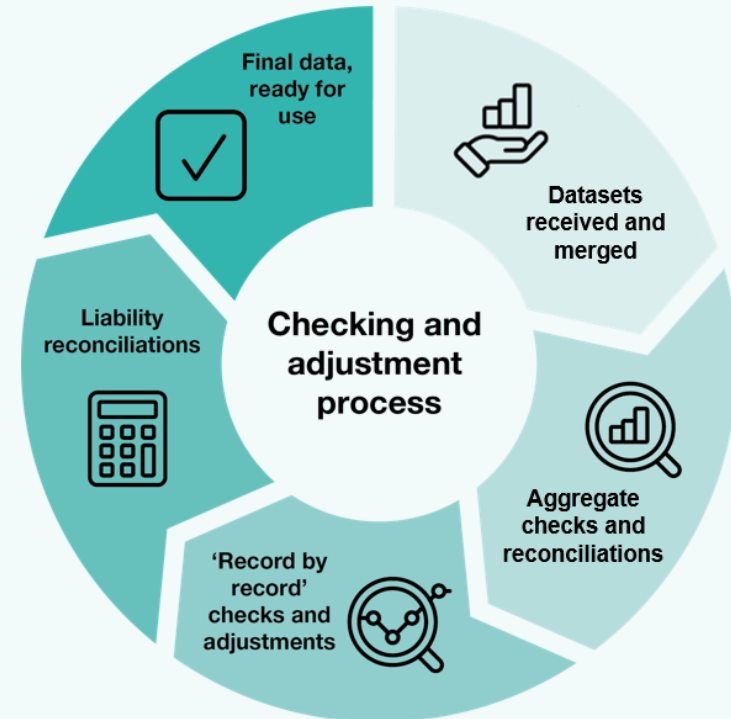 Checking and
adjustment
process
Datasets
received and
merged
Aggregate
checks and
reconciliations
‘Record by
record’
checks and
adjustments
Liability
reconciliations
Final data,
ready for
use